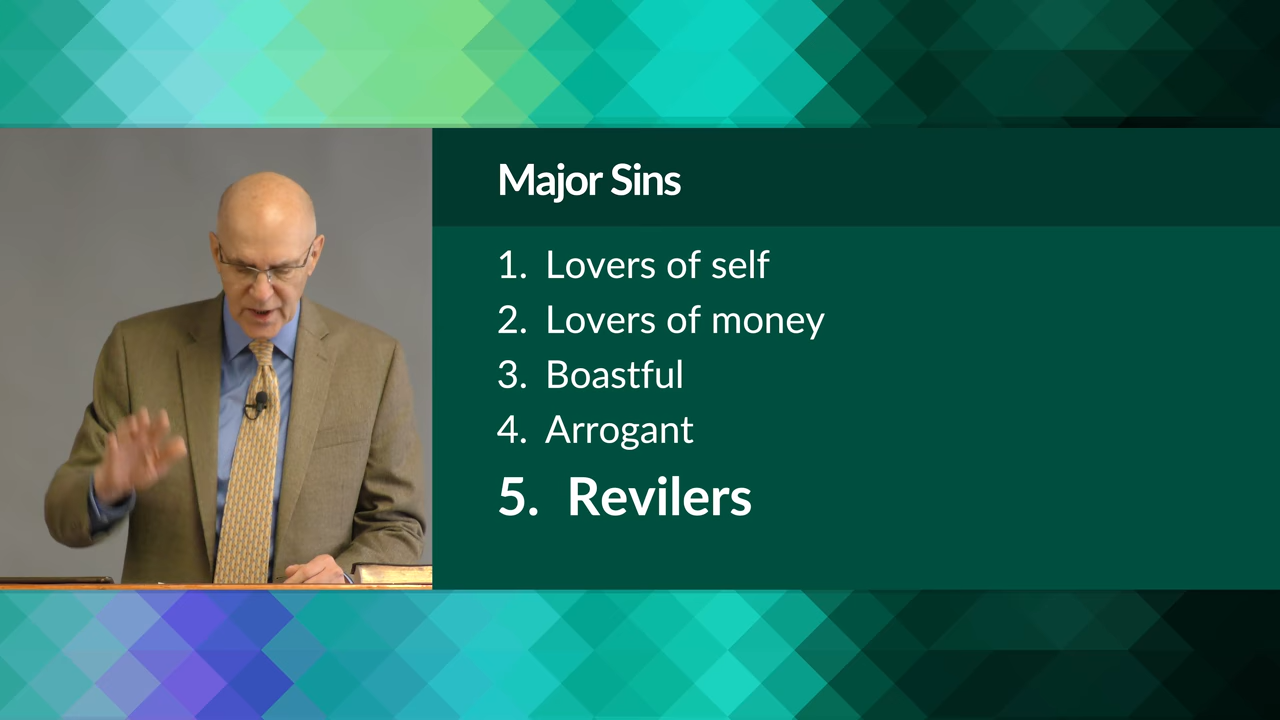 Major Sins
1. Lovers of self
2. Lovers of money
3. Boastful
4. Arrogant
5. Revilers